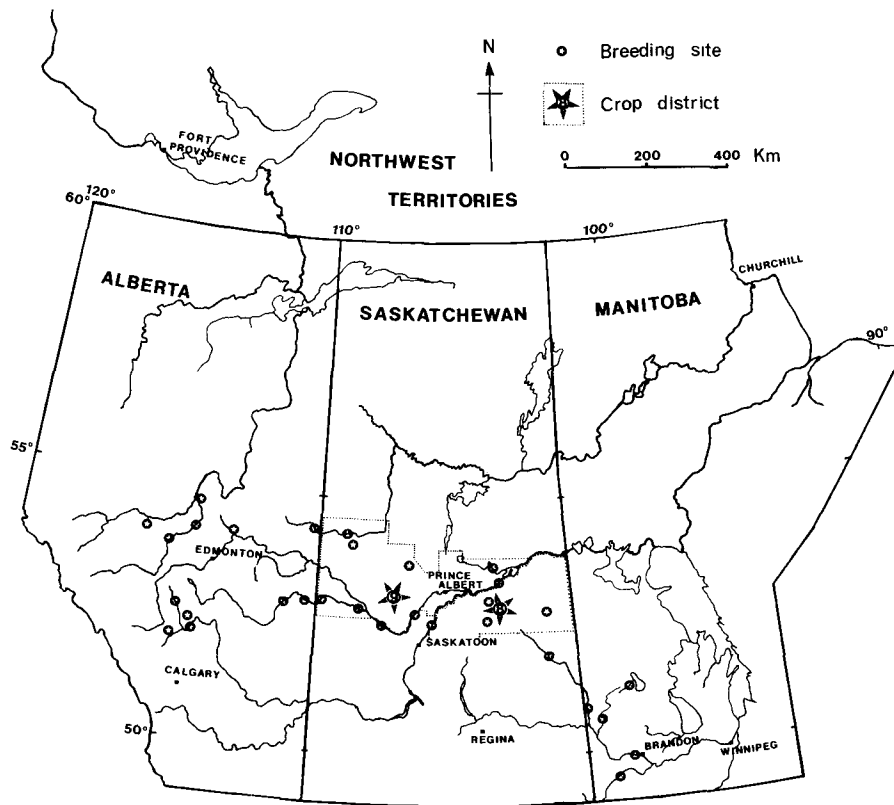 N
Breeding site
Crop district
0 200 400 Km
FORT
PROVIDENCE
NORTHWEST
TERRITORIES
120°
60°
110°
100°
ALBERTA
SASKATCHEWAN
MANITOBA
CHURCHILL
90°
55°
EDMONTON
PRINCE
ALBERT
SASKATOON
CALGARY
50°
REGINA
BRANDON
WINNIPEG